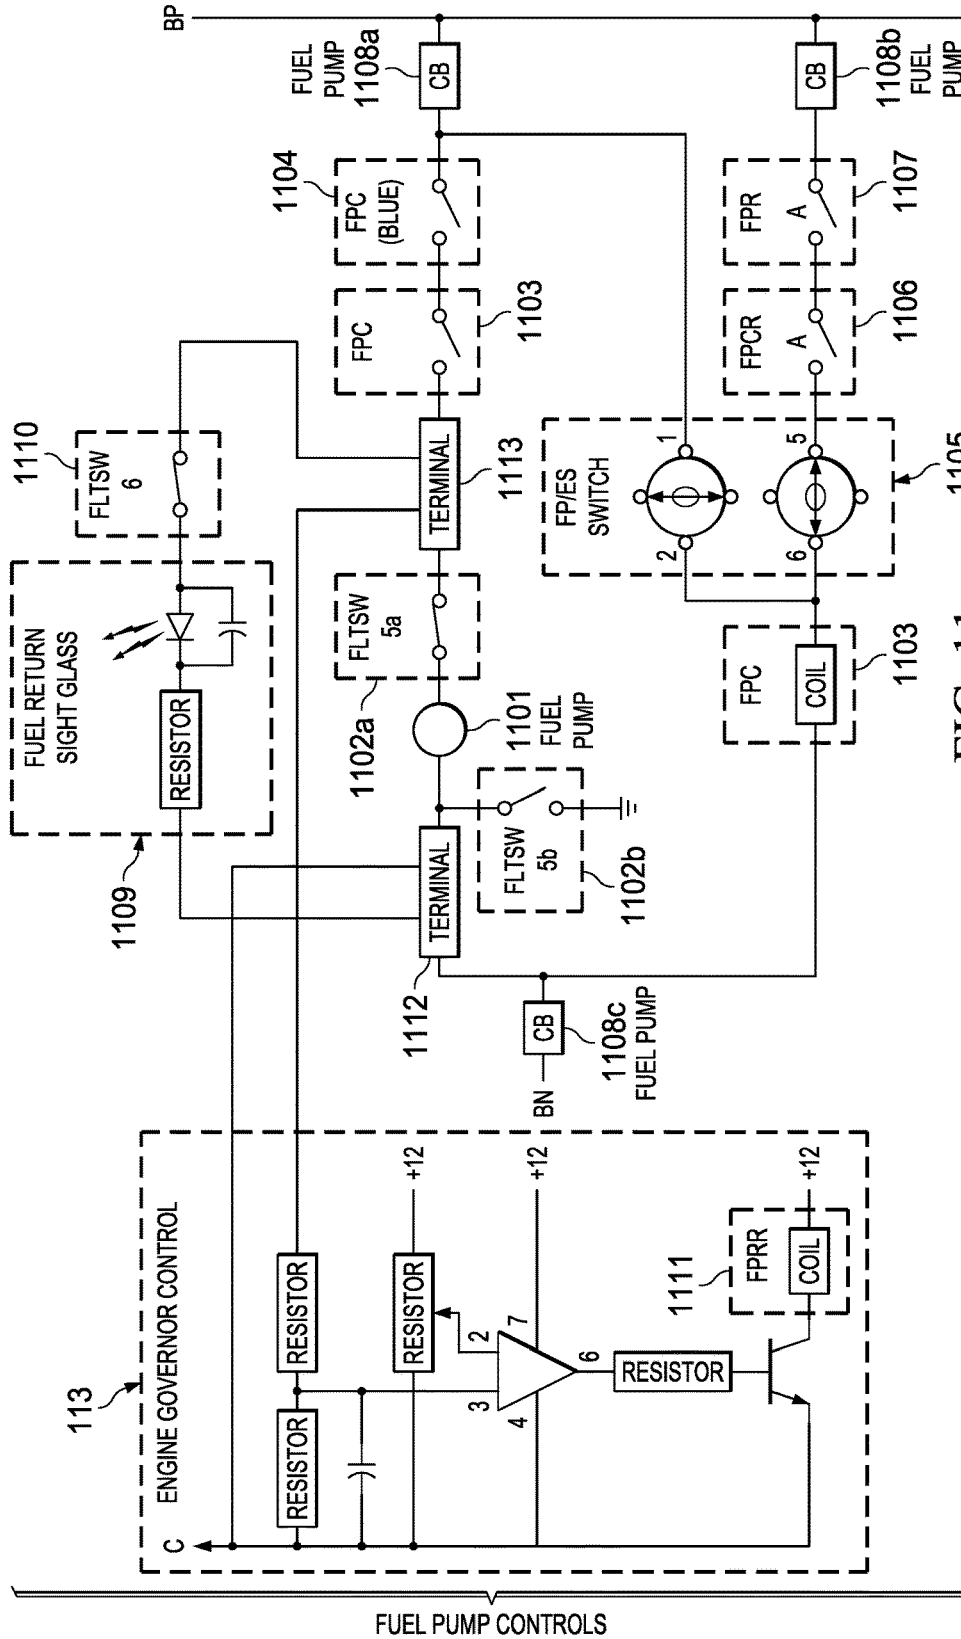 FUEL PUMP CONTROLS
113
ENGINE GOVERNOR CONTROL
C
RESISTOR
RESISTOR
RESISTOR
+12
2
3
7
4
6
+12
RESISTOR
1111
FPRR
COIL
+12
1109
FUEL RETURN
SIGHT GLASS
RESISTOR
1110
FLTSW
6
1112
TERMINAL
BN
CB
1108c
FUEL PUMP
FLTSW
5b
1102b
1101
FUEL
PUMP
1102a
FLTSW
5a
TERMINAL
1113
FPC
1103
1104
FPC
(BLUE)
FUEL
PUMP
1108a
CB
BP
FPC
COIL
1103
FP/ES
SWITCH
2
1
6
5
1105
FPCR
A
1106
FPR
A
1107
CB
1108b
FUEL
PUMP
FIG. 11